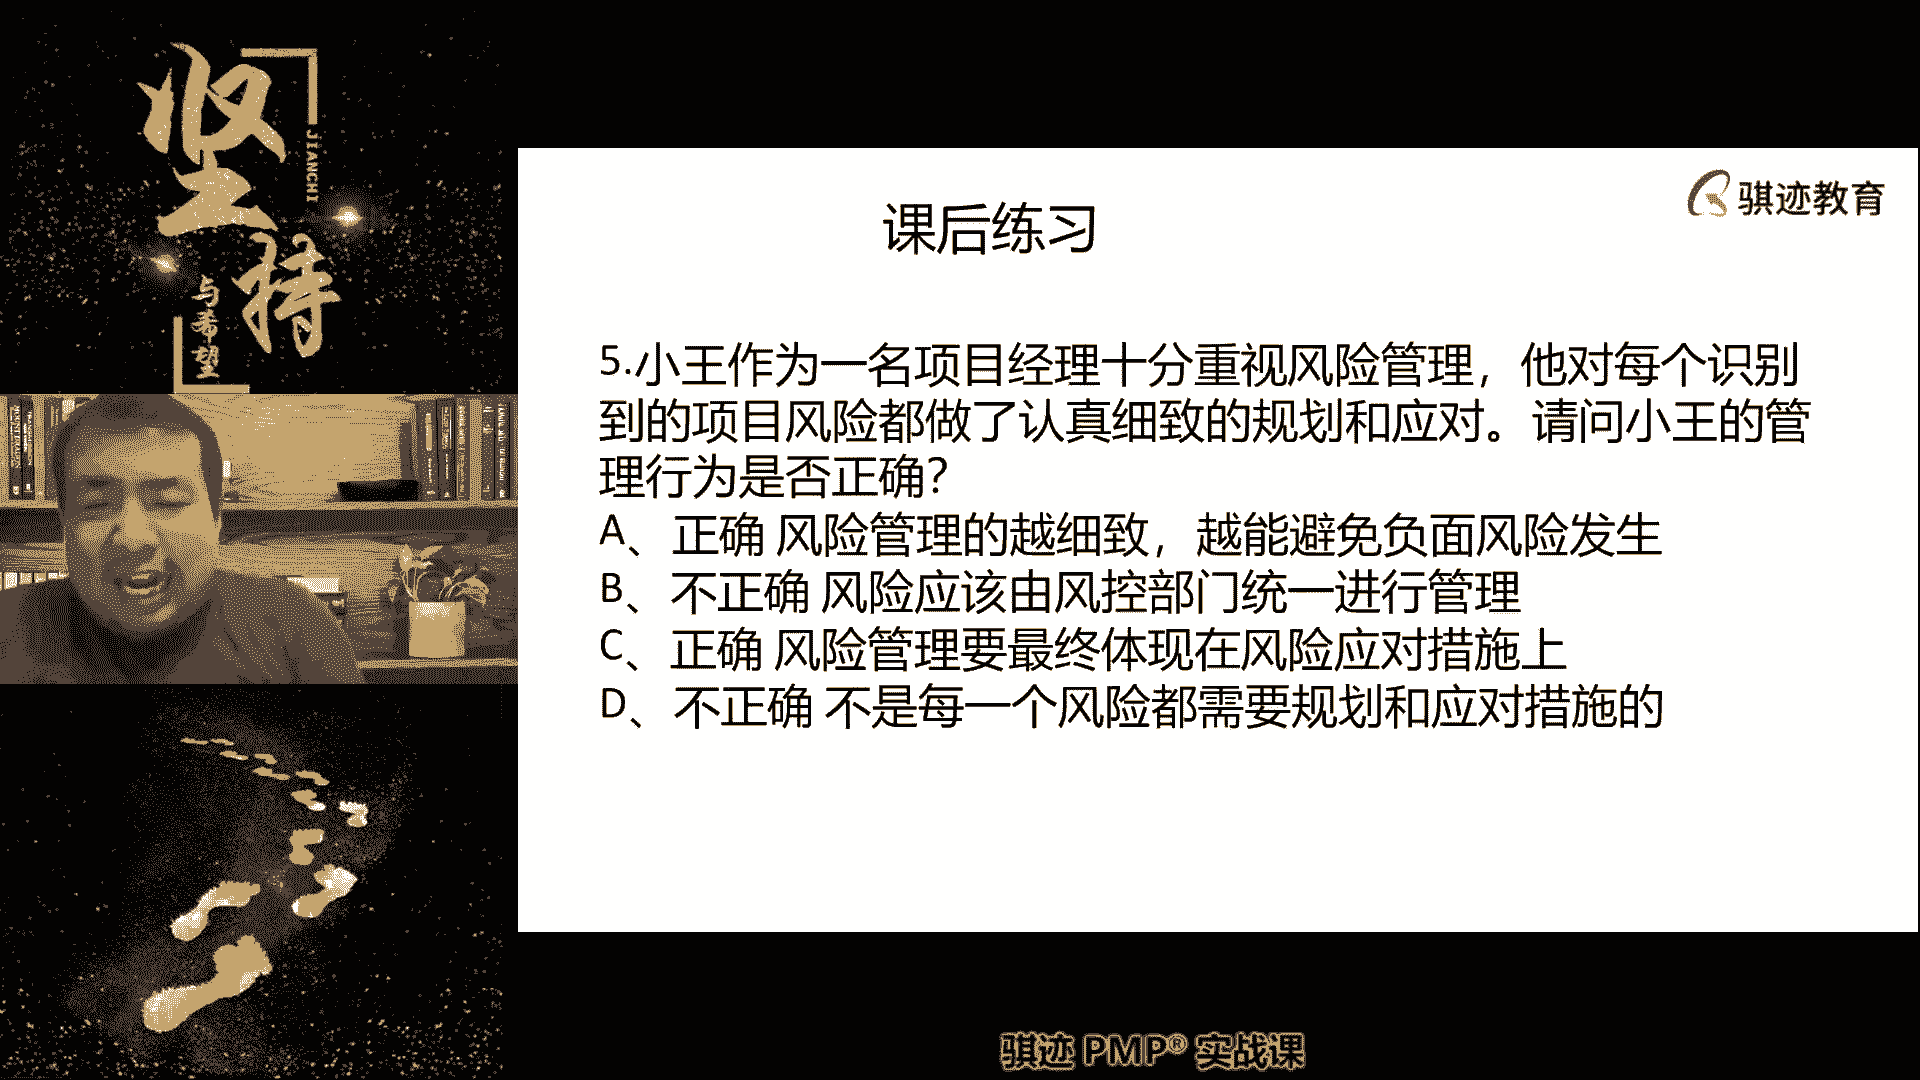 坚持
JIANCHI
与希望
骐迹教育
课后练习
5.小王作为一名项目经理十分重视风险管理，他对每个识别
到的项目风险都做了认真细致的规划和应对。请问小王的管
理行为是否正确？
A、正确 风险管理的越细致，越能避免负面风险发生
B、不正确 风险应该由风控部门统一进行管理
C、正确 风险管理要最终体现在风险应对措施上
D、不正确 不是每一个风险都需要规划和应对措施的
骐迹 PMP® 实战课